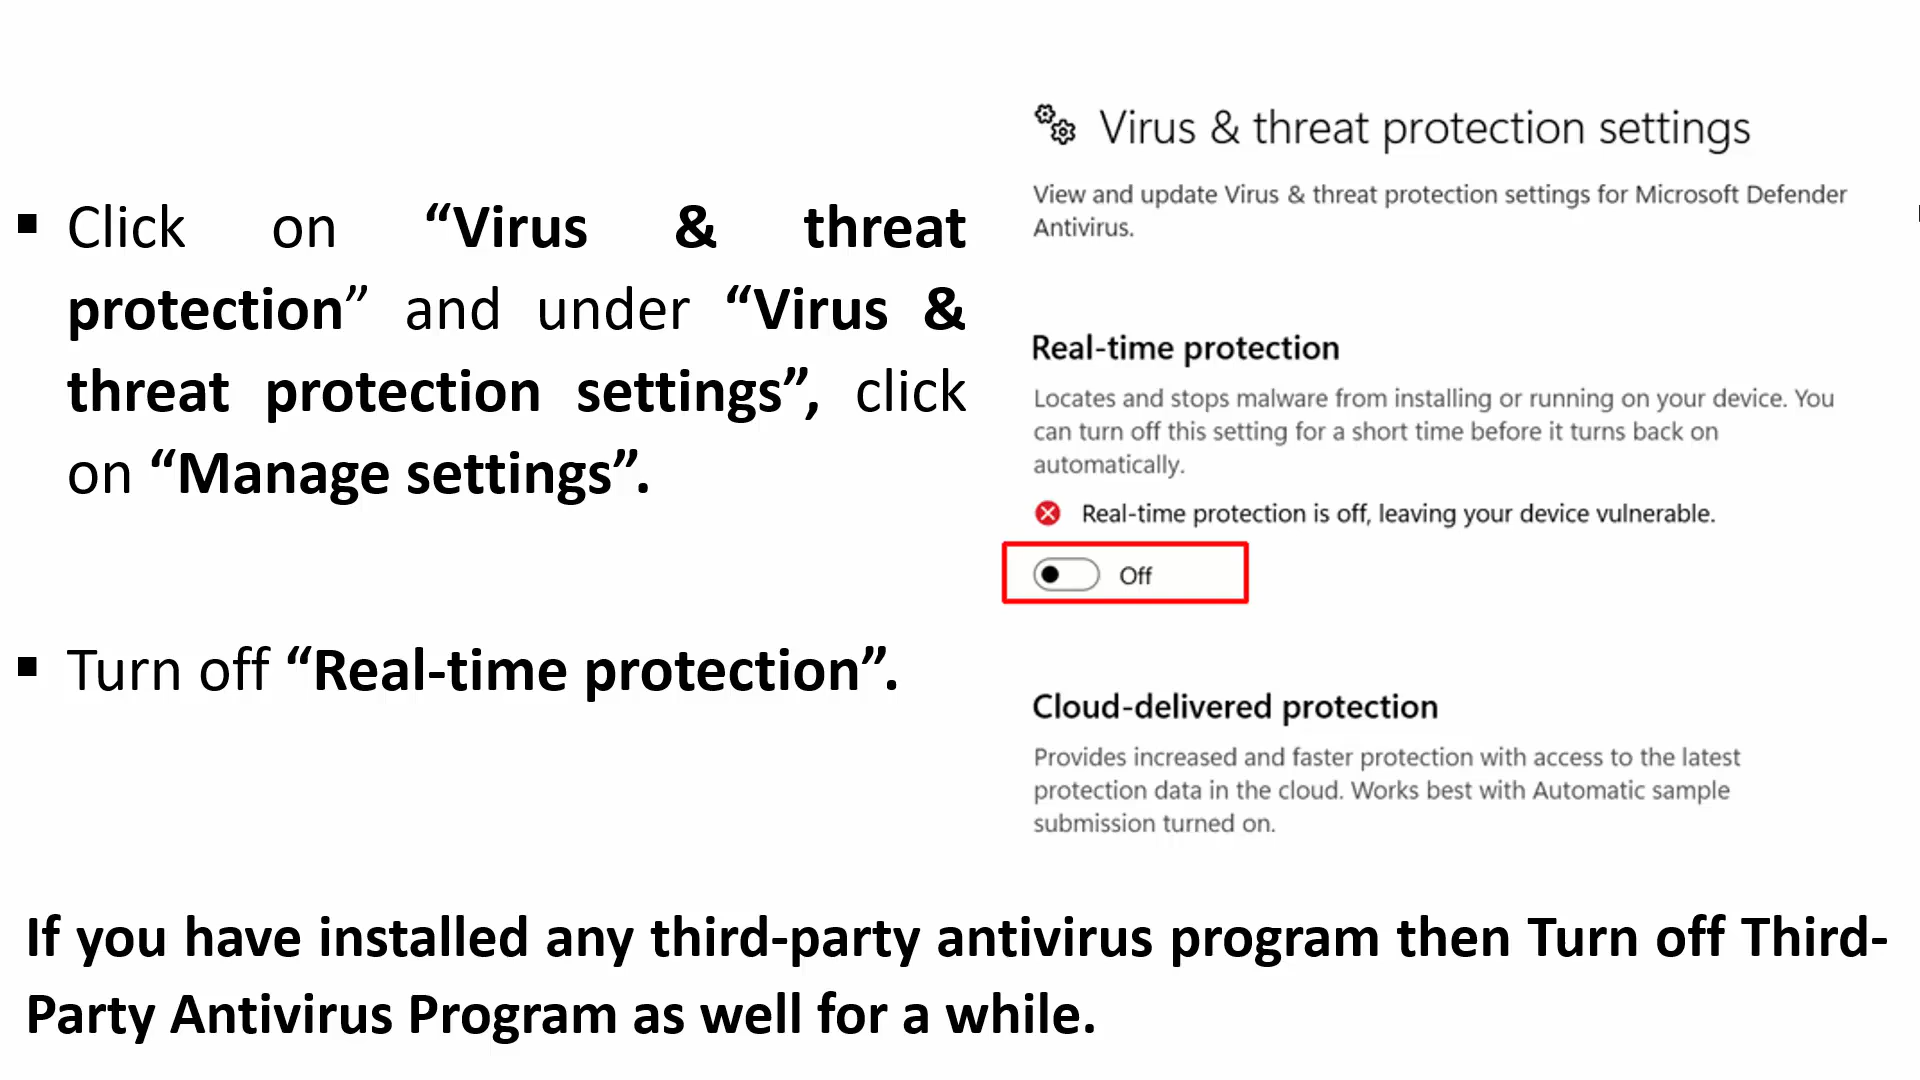 ▪ Click on “Virus & threat
protection” and under “Virus &
threat protection settings”, click
on “Manage settings”.
▪ Turn off “Real-time protection”.
Virus & threat protection settings
View and update Virus & threat protection settings for Microsoft Defender
Antivirus.
Real-time protection
Locates and stops malware from installing or running on your device. You
can turn off this setting for a short time before it turns back on
automatically.
Real-time protection is off, leaving your device vulnerable.
Off
Cloud-delivered protection
Provides increased and faster protection with access to the latest
protection data in the cloud. Works best with Automatic sample
submission turned on.
If you have installed any third-party antivirus program then Turn off Third-
Party Antivirus Program as well for a while.